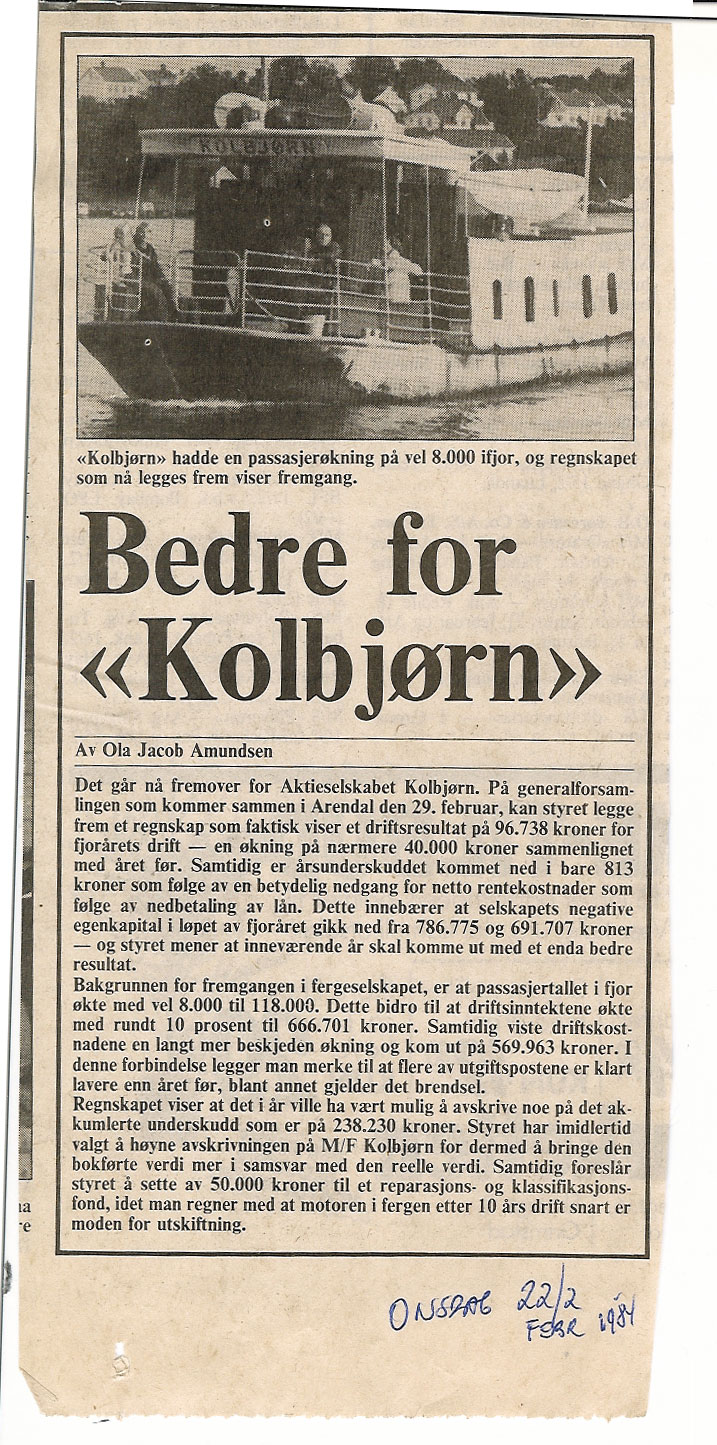 KOLBJØRN
«Kolbjørn» hadde en passasjerøkning på vel 8.000 ifjor, og regnskapet
som nå legges frem viser fremgang.
Bedre for
«Kolbjørn»
Av Ola Jacob Amundsen
Det går nå fremover for Aktieselskabet Kolbjørn. På generalforsam-
lingen som kommer sammen i Arendal den 29. februar, kan styret legge
frem et regnskap som faktisk viser et driftsresultat på 96.738 kroner for
fjorårets drift — en økning på nærmere 40.000 kroner sammenlignet
med året før. Samtidig er årsunderskuddet kommet ned i bare 813
kroner som følge av en betydelig nedgang for netto rentekostnader som
følge av nedbetaling av lån. Dette innebærer at selskapets negative
egenkapital i løpet av fjoråret gikk ned fra 786.775 og 691.707 kroner
— og styret mener at inneværende år skal komme ut med et enda bedre
resultat.
Bakgrunnen for fremgangen i fergeselskapet, er at passasjertallet i fjor
økte med vel 8.000 til 118.000. Dette bidro til at driftsinntektene økte
med rundt 10 prosent til 666.701 kroner. Samtidig viste driftskost-
nadene en langt mer beskjeden økning og kom ut på 569.963 kroner. I
denne forbindelse legger man merke til at flere av utgiftspostene er klart
lavere enn året før, blant annet gjelder det brendsel.
Regnskapet viser at det i år ville ha vært mulig å avskrive noe på det ak-
kumlerte underskudd som er på 238.230 kroner. Styret har imidlertid
valgt å høyne avskrivningen på M/F Kolbjørn for dermed å bringe den
bokførte verdi mer i samsvar med den reelle verdi. Samtidig foreslår
styret å sette av 50.000 kroner til et reparasjons- og klassifikasjons-
fond, idet man regner med at motoren i fergen etter 10 års drift snart er
moden for utskiftning.
ONSDAG 22/2
FEBR 1984